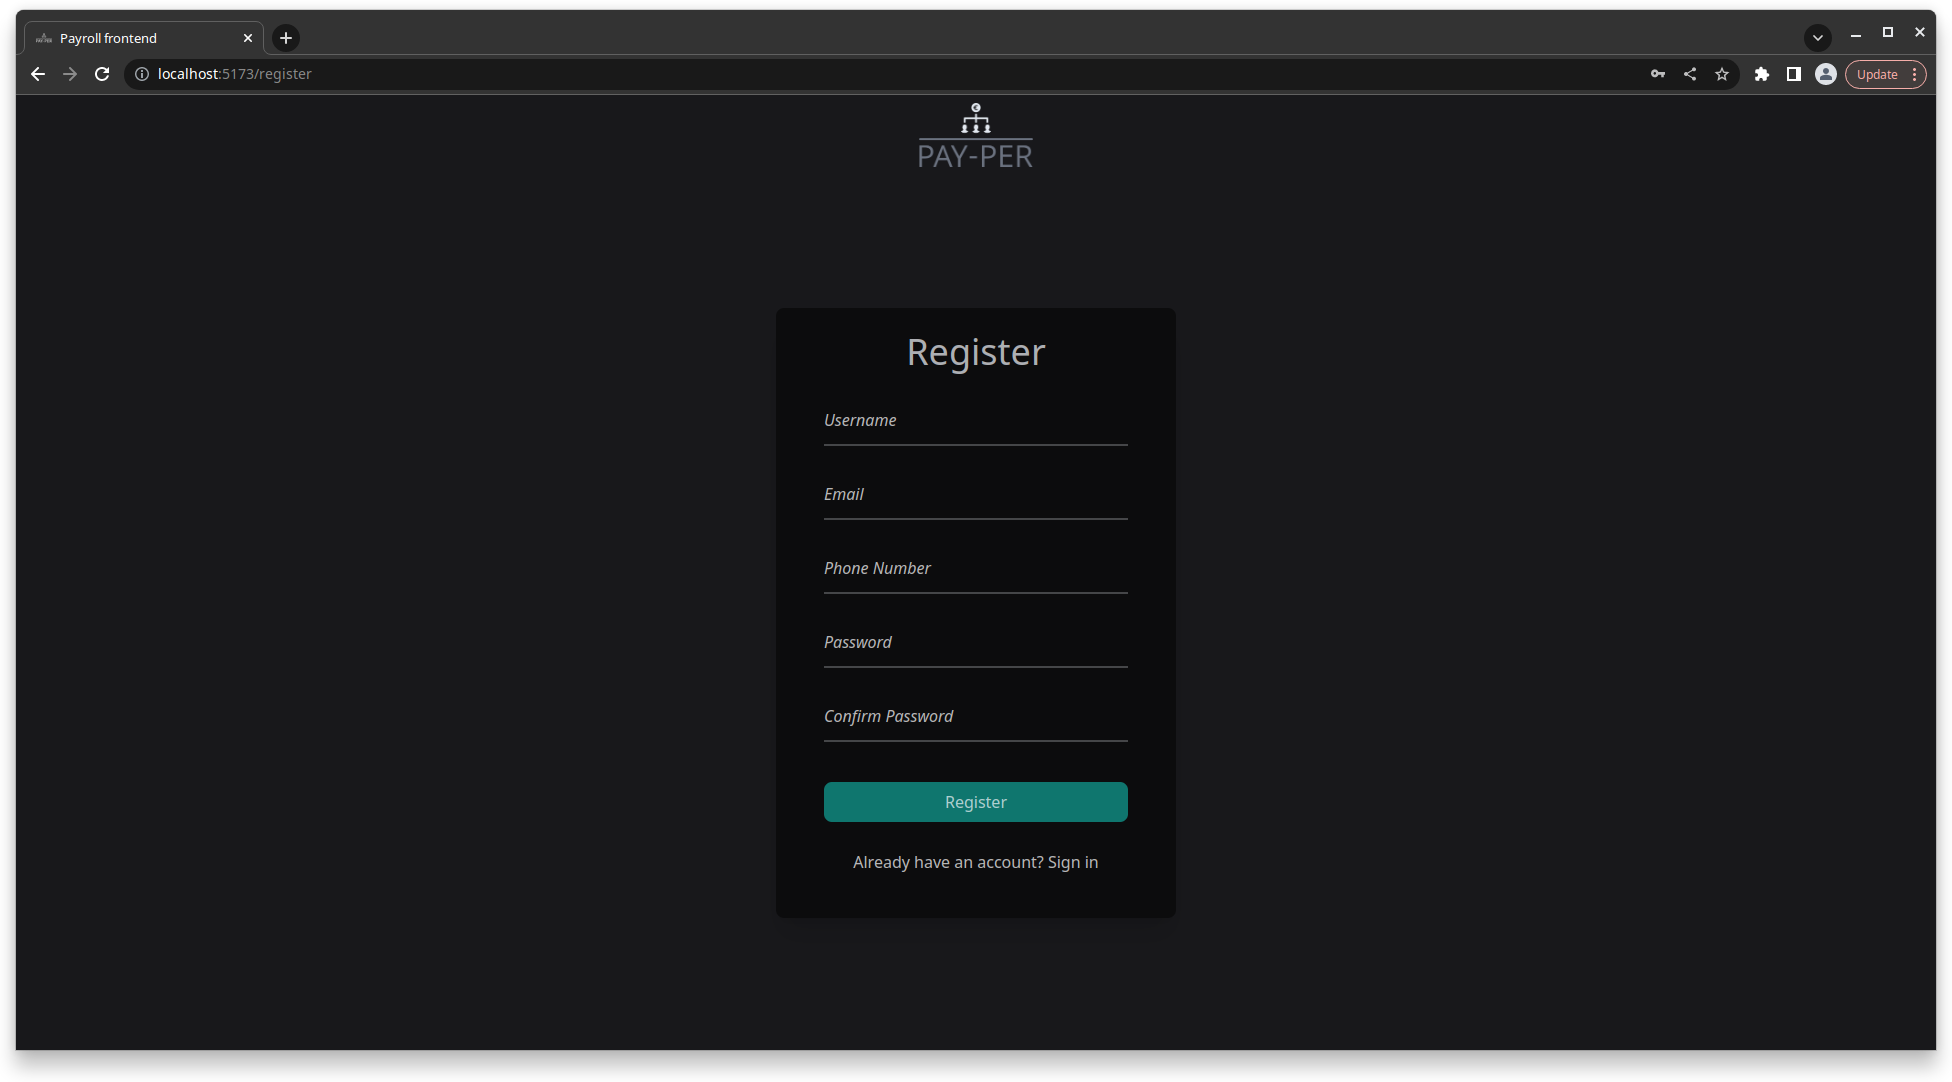 Payroll frontend
localhost:5173/register
Update
PAY-PER
Register
Username
Email
Phone Number
Password
Confirm Password
Register
Already have an account? Sign in